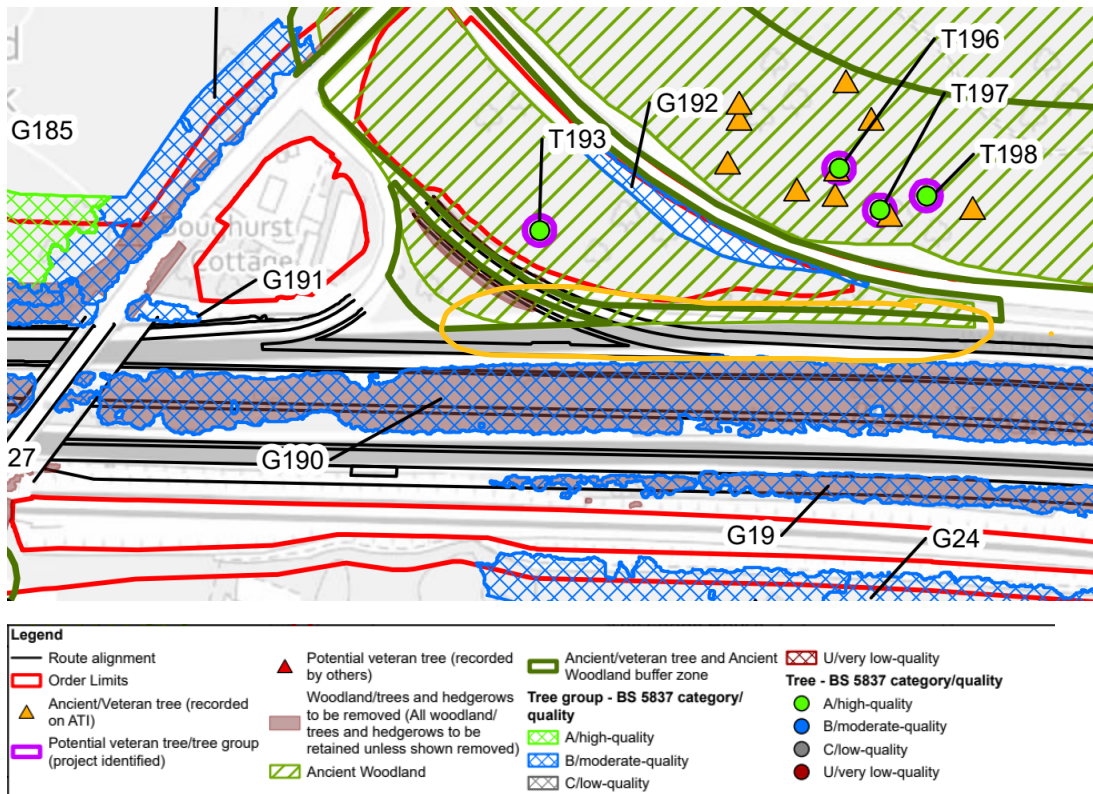 G185
T193
G192
T196
T197
T198
Boughurst
Cottage
G191
27
G190
G19
G24
Legend
Route alignment
Order Limits
Ancient/Veteran tree (recorded
on ATI)
Potential veteran tree/tree group
(project identified)
Potential veteran tree (recorded
by others)
Woodland/trees and hedgerows
to be removed (All woodland/
trees and hedgerows to be
retained unless shown removed)
Ancient Woodland
Ancient/veteran tree and Ancient
Woodland buffer zone
Tree group - BS 5837 category/
quality
A/high-quality
B/moderate-quality
C/low-quality
U/very low-quality
Tree - BS 5837 category/quality
A/high-quality
B/moderate-quality
C/low-quality
U/very low-quality